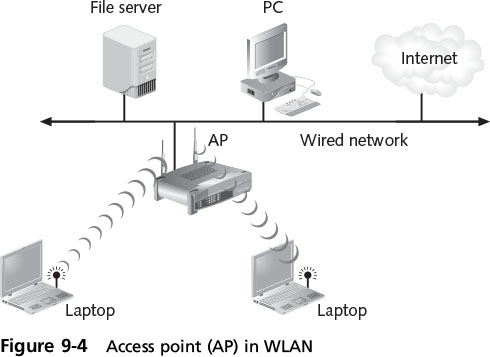 File server
PC
Internet
AP
Wired network
Laptop
Laptop
Figure 9-4 Access point (AP) in WLAN